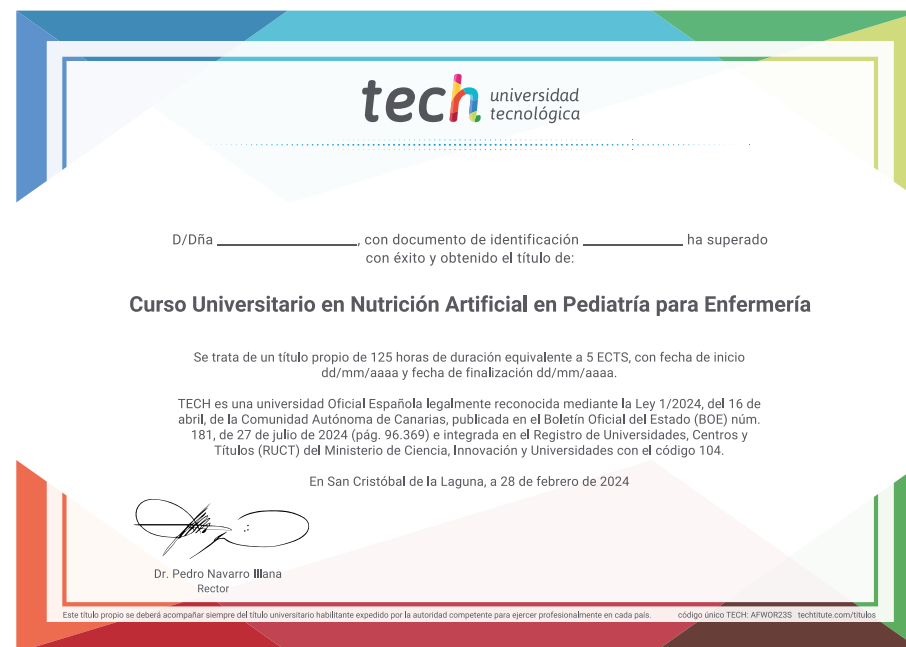 tech universidad
tecnológica
D/Dña ____________________, con documento de identificación ______________ ha superado
con éxito y obtenido el título de:
Curso Universitario en Nutrición Artificial en Pediatría para Enfermería
Se trata de un título propio de 125 horas de duración equivalente a 5 ECTS, con fecha de inicio
dd/mm/aaaa y fecha de finalización dd/mm/aaaa.
TECH es una universidad Oficial Española legalmente reconocida mediante la Ley 1/2024, del 16 de
abril, de la Comunidad Autónoma de Canarias, publicada en el Boletín Oficial del Estado (BOE) núm.
181, de 27 de julio de 2024 (pág. 96.369) e integrada en el Registro de Universidades, Centros y
Títulos (RUCT) del Ministerio de Ciencia, Innovación y Universidades con el código 104.
En San Cristóbal de la Laguna, a 28 de febrero de 2024
Dr. Pedro Navarro Illana
Rector
Este título propio se deberá acompañar siempre del título universitario habilitante expedido por la autoridad competente para ejercer profesionalmente en cada país. código único TECH: AFWOR23S techtitute.com/titulos